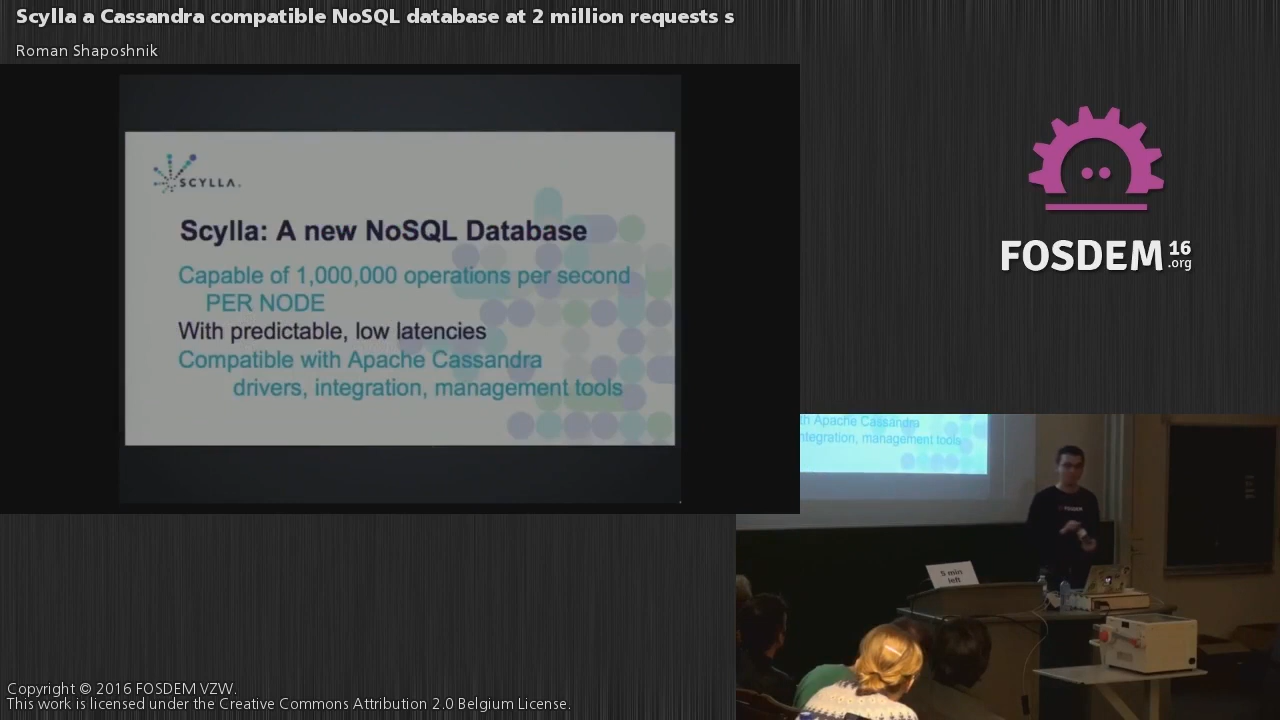 Scylla a Cassandra compatible NoSQL database at 2 million requests s
Roman Shaposhnik
SCYLLA.
Scylla: A new NoSQL Database
Capable of 1,000,000 operations per second
PER NODE
With predictable, low latencies
Compatible with Apache Cassandra
drivers, integration, management tools
FOSDEM 16
.org
th Apache Cassandra
ntegration, management tools
FOSDEM
5 min
left
Copyright © 2016 FOSDEM VZW.
This work is licensed under the Creative Commons Attribution 2.0 Belgium License.